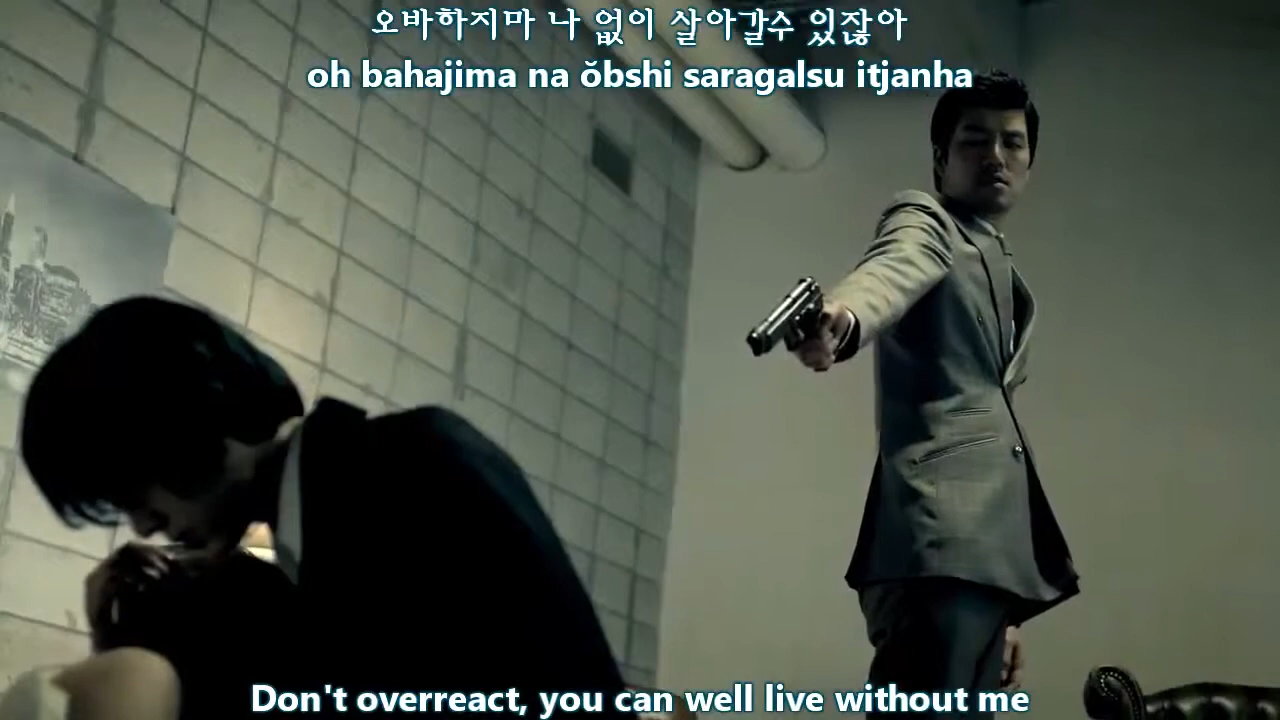 오바하지마 나 없이 살아갈수 있잖아
oh bahajima na ŏbshi saragalsu itjanha
Don't overreact, you can well live without me